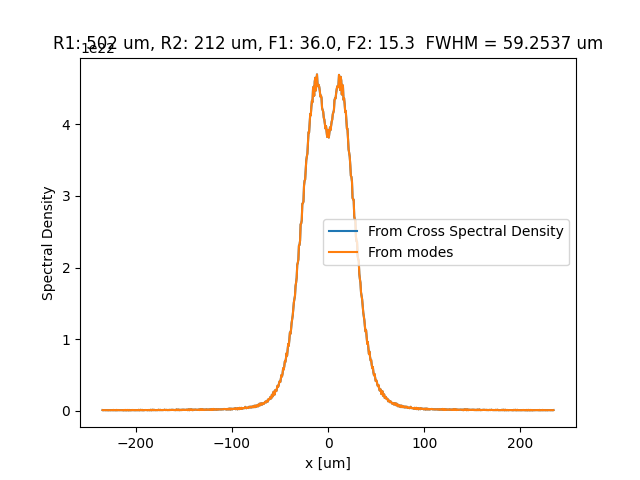 R1: 502 um, R2: 212 um, F1: 36.0, F2: 15.3  FWHM = 59.2537 um
1e22
4
3
2
1
0
Spectral Density
From Cross Spectral Density
From modes
−200
−100
0
100
200
x [um]